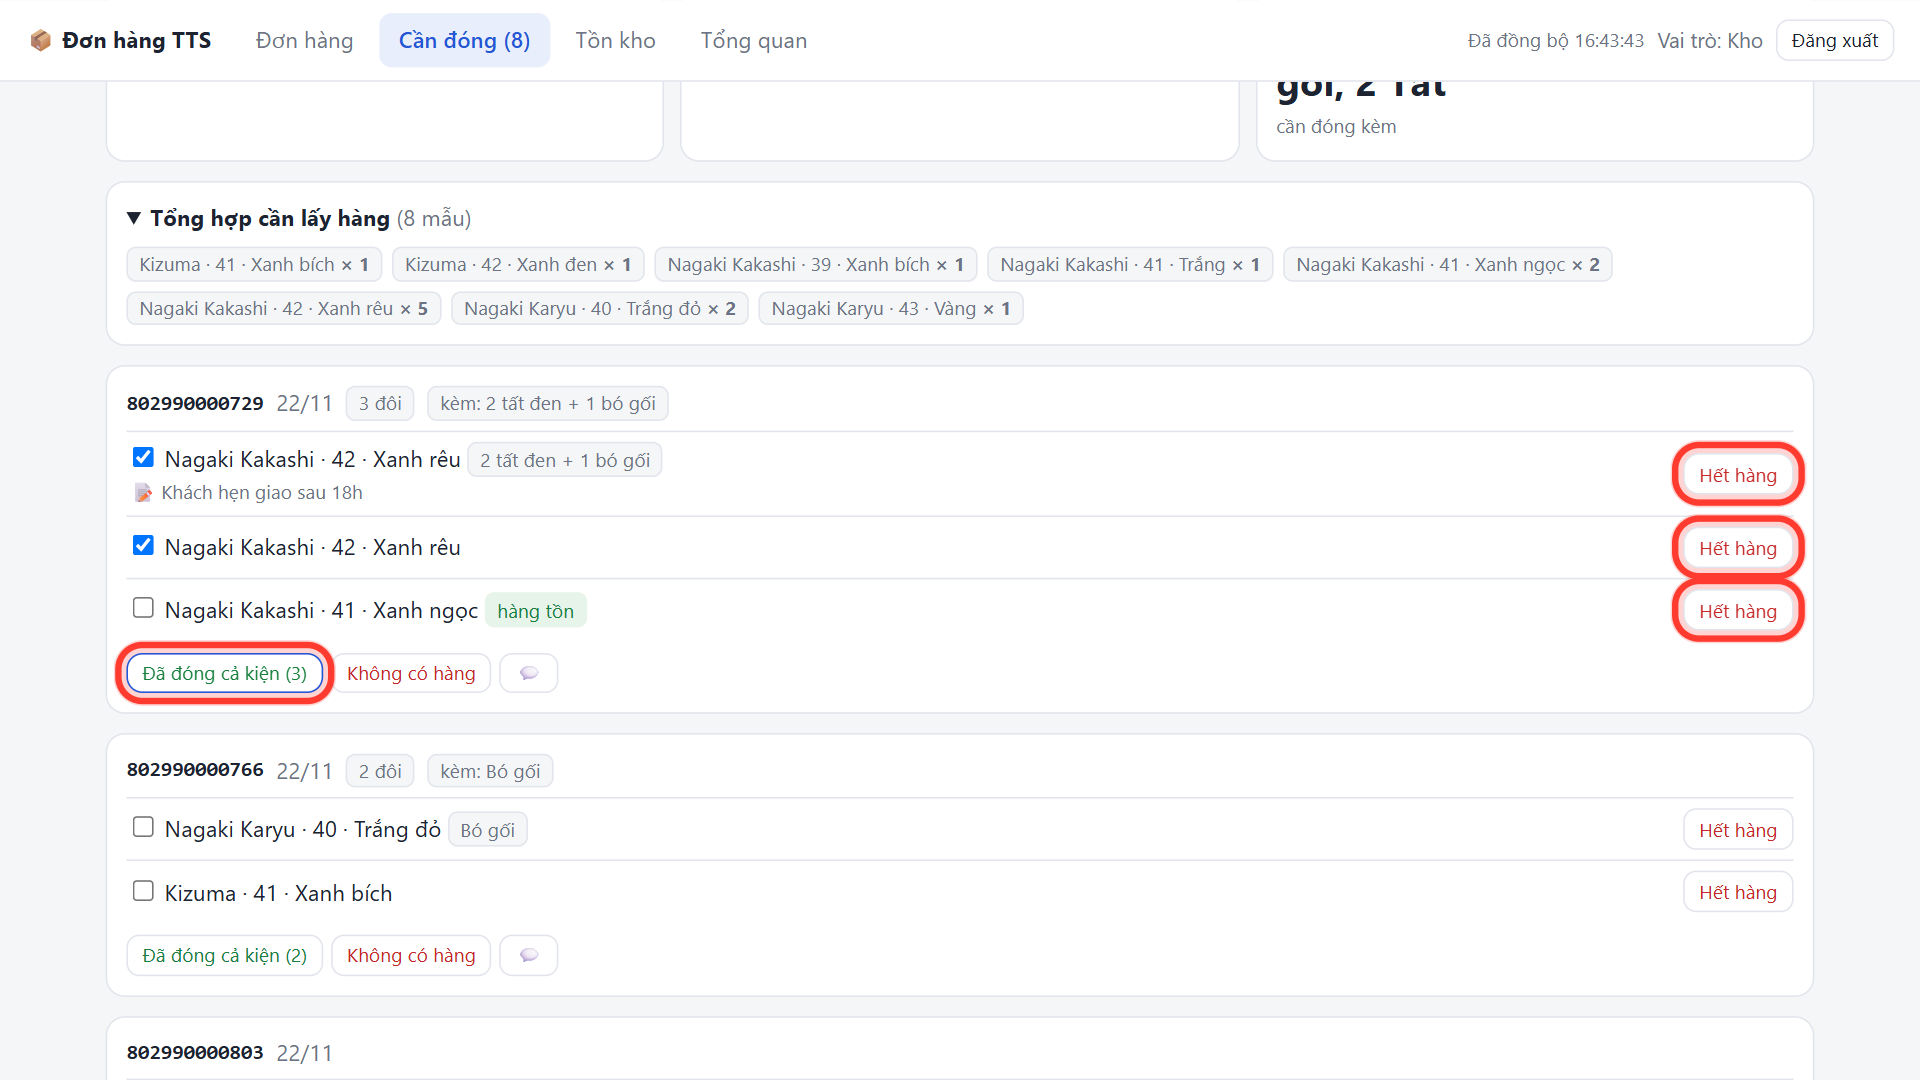 Đơn hàng TTS
Đơn hàng
Cần đóng (8)
Tồn kho
Tổng quan
Đã đồng bộ 16:43:43
Vai trò: Kho
Đăng xuất
gối, 2 Tất
cần đóng kèm
▼ Tổng hợp cần lấy hàng (8 mẫu)
Kizuma · 41 · Xanh bích × 1
Kizuma · 42 · Xanh đen × 1
Nagaki Kakashi · 39 · Xanh bích × 1
Nagaki Kakashi · 41 · Trắng × 1
Nagaki Kakashi · 41 · Xanh ngọc × 2
Nagaki Kakashi · 42 · Xanh rêu × 5
Nagaki Karyu · 40 · Trắng đỏ × 2
Nagaki Karyu · 43 · Vàng × 1
802990000729 22/11 3 đôi kèm: 2 tất đen + 1 bó gối
Nagaki Kakashi · 42 · Xanh rêu 2 tất đen + 1 bó gối
Hết hàng
Khách hẹn giao sau 18h
Nagaki Kakashi · 42 · Xanh rêu
Hết hàng
Nagaki Kakashi · 41 · Xanh ngọc hàng tồn
Hết hàng
Đã đóng cả kiện (3)
Không có hàng
802990000766 22/11 2 đôi kèm: Bó gối
Nagaki Karyu · 40 · Trắng đỏ Bó gối
Hết hàng
Kizuma · 41 · Xanh bích
Hết hàng
Đã đóng cả kiện (2)
Không có hàng
802990000803 22/11